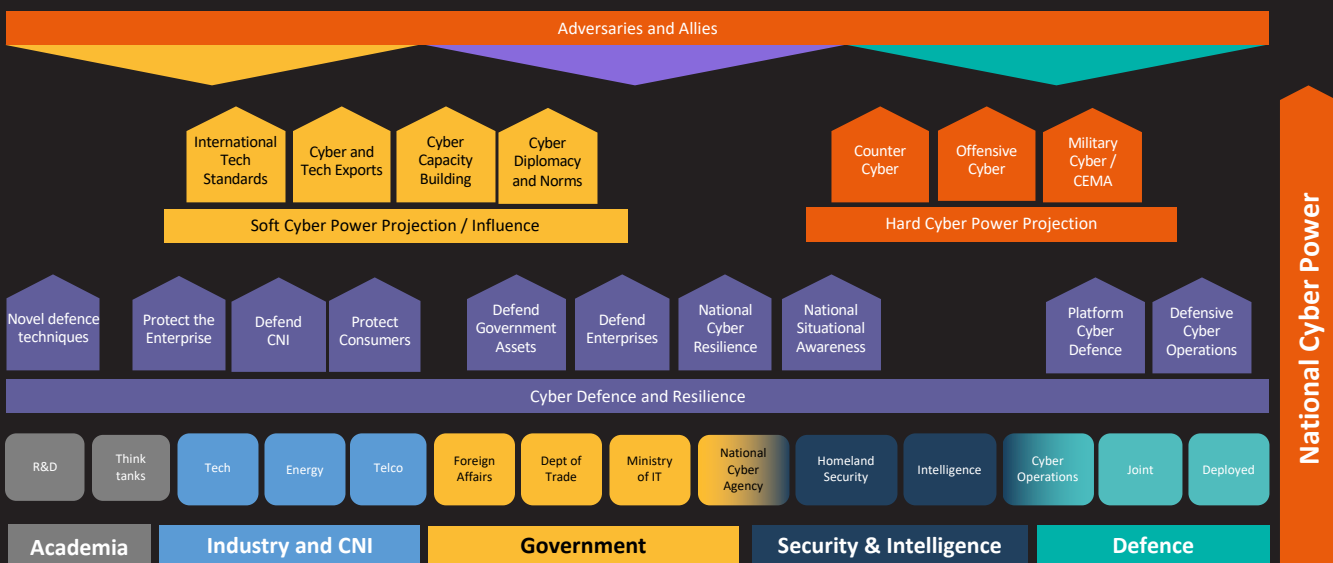 Adversaries and Allies
International
Tech
Standards
Cyber and
Tech Exports
Cyber
Capacity
Building
Cyber
Diplomacy
and Norms
Counter
Cyber
Offensive
Cyber
Military
Cyber /
CEMA
Soft Cyber Power Projection / Influence
Hard Cyber Power Projection
Novel defence
techniques
Protect the
Enterprise
Defend
CNI
Protect
Consumers
Defend
Government
Assets
Defend
Enterprises
National
Cyber
Resilience
National
Situational
Awareness
Platform
Cyber
Defence
Defensive
Cyber
Operations
Cyber Defence and Resilience
R&D
Think
tanks
Tech
Energy
Telco
Foreign
Affairs
Dept of
Trade
Ministry
of IT
National
Cyber
Agency
Homeland
Security
Intelligence
Cyber
Operations
Joint
Deployed
Academia
Industry and CNI
Government
Security & Intelligence
Defence
National Cyber Power